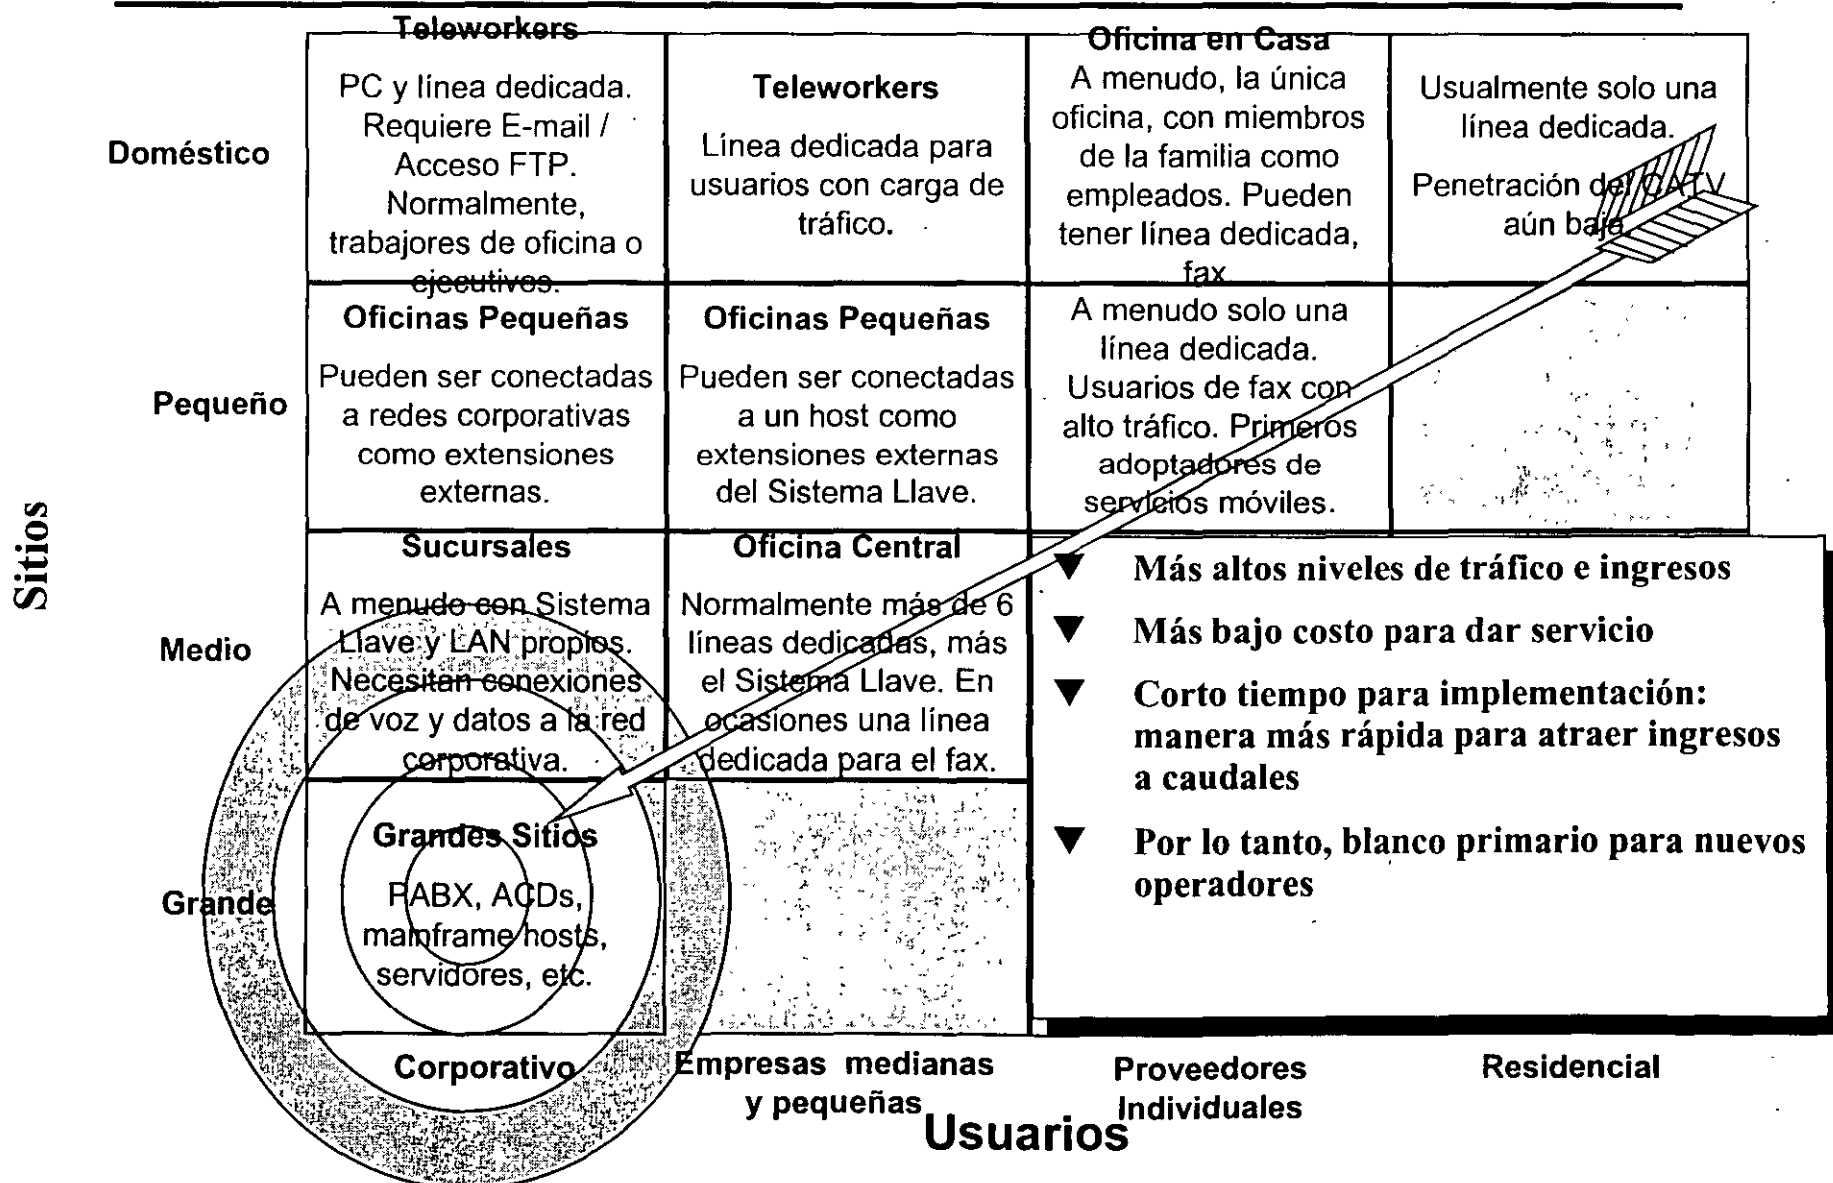 Teleworkers
PC y línea dedicada.
Requiere E-mail /
Acceso FTP.
Normalmente,
trabajores de oficina o
ejecutivos.
Teleworkers
Línea dedicada para
usuarios con carga de
tráfico.
Oficina en Casa
A menudo, la única
oficina, con miembros
de la familia como
empleados. Pueden
tener línea dedicada,
fax
Usualmente solo una
línea dedicada.
Penetración del CATV
aún baja
Doméstico
Oficinas Pequeñas
Pueden ser conectadas
a redes corporativas
como extensiones
externas.
Oficinas Pequeñas
Pueden ser conectadas
a un host como
extensiones externas
del Sistema Llave.
A menudo solo una
línea dedicada.
Usuarios de fax con
alto tráfico. Primeros
adoptadores de
servicios móviles.
Pequeño
Sitios
Sucursales
A menudo con Sistema
Llave y LAN propios.
Necesitan conexiones
de voz y datos a la red
corporativa.
Oficina Central
Normalmente más de 6
líneas dedicadas, más
el Sistema Llave. En
ocasiones una línea
dedicada para el fax.
Medio
▼ Más altos niveles de tráfico e ingresos
▼ Más bajo costo para dar servicio
▼ Corto tiempo para implementación:
manera más rápida para atraer ingresos
a caudales
▼ Por lo tanto, blanco primario para nuevos
operadores
Grandes Sitios
PABX, ACDs,
mainframe hosts,
servidores, etc.
Grande
Corporativo
Empresas medianas
y pequeñas
Proveedores
Individuales
Residencial
Usuarios